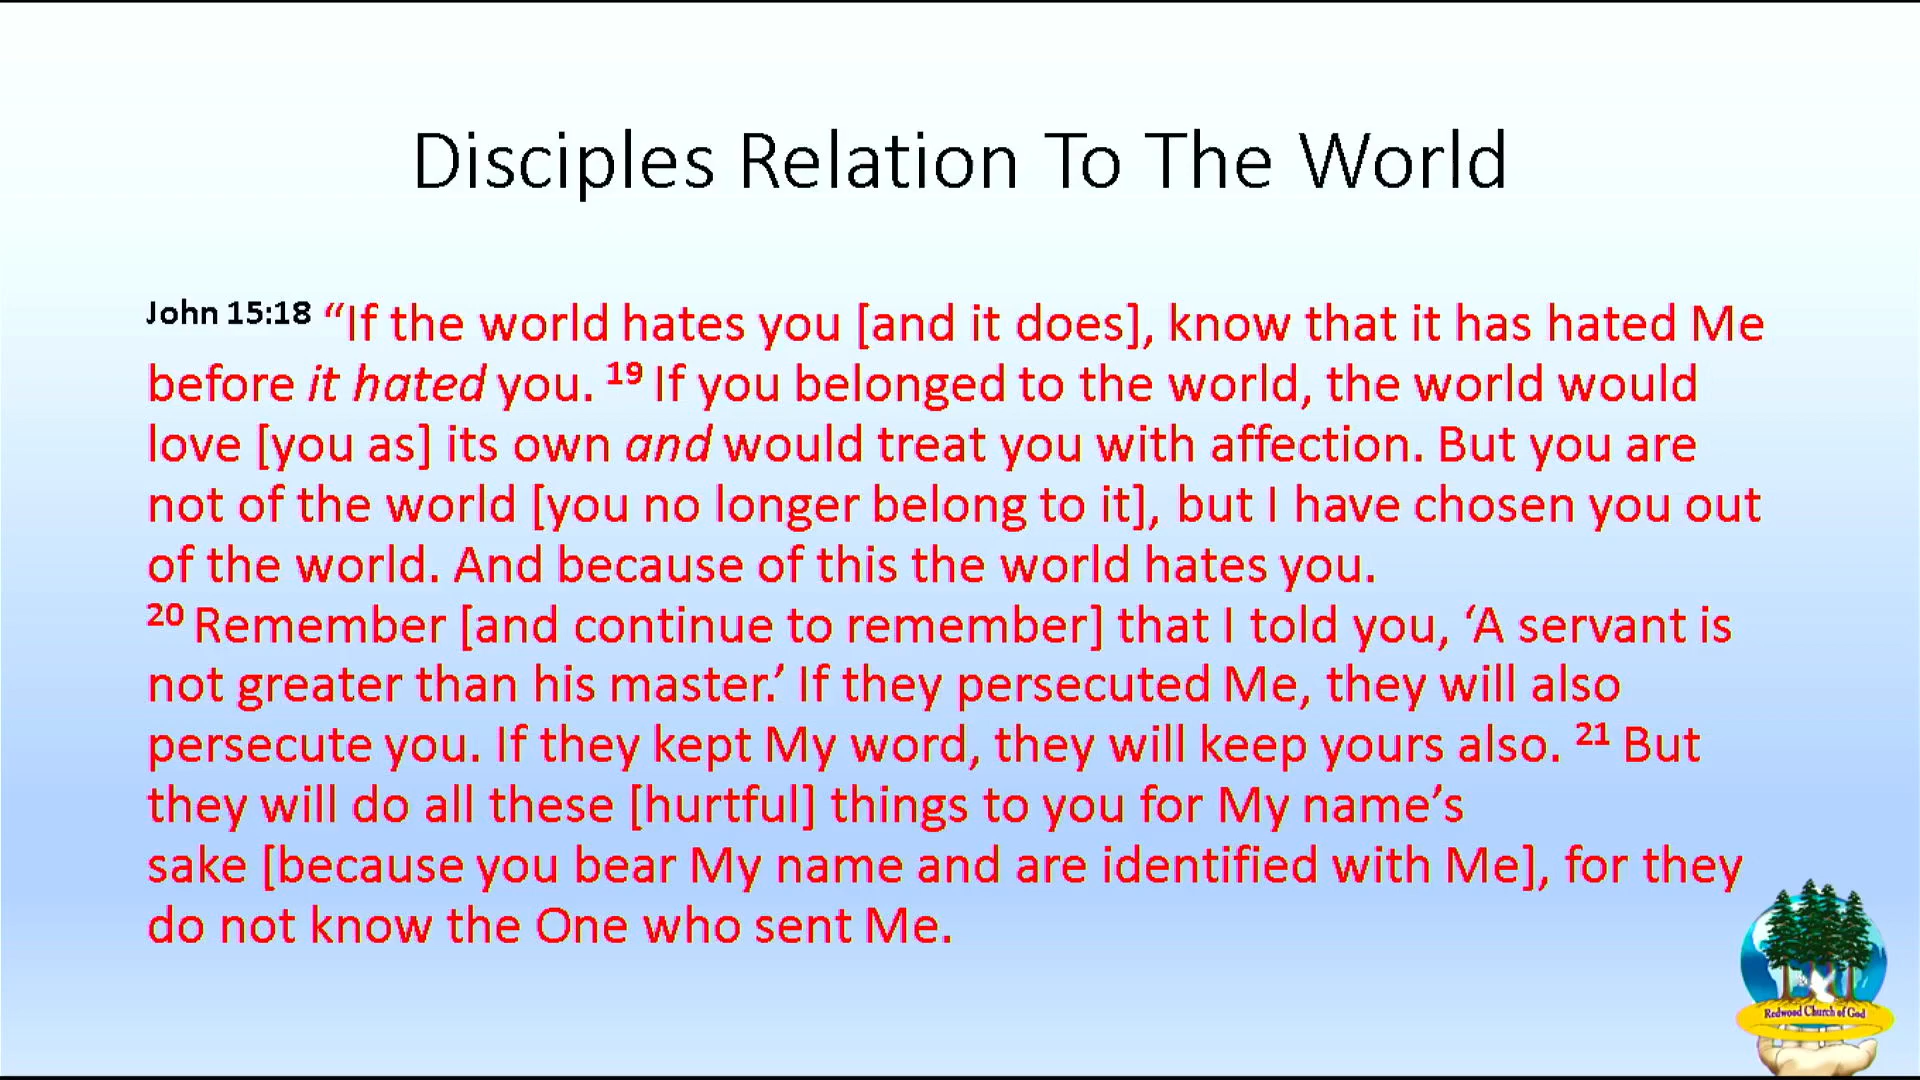 Disciples Relation To The World
John 15:18 “If the world hates you [and it does], know that it has hated Me
before it hated you. 19 If you belonged to the world, the world would
love [you as] its own and would treat you with affection. But you are
not of the world [you no longer belong to it], but I have chosen you out
of the world. And because of this the world hates you.
20 Remember [and continue to remember] that I told you, ‘A servant is
not greater than his master.’ If they persecuted Me, they will also
persecute you. If they kept My word, they will keep yours also. 21 But
they will do all these [hurtful] things to you for My name’s
sake [because you bear My name and are identified with Me], for they
do not know the One who sent Me.
Redwood Church of God